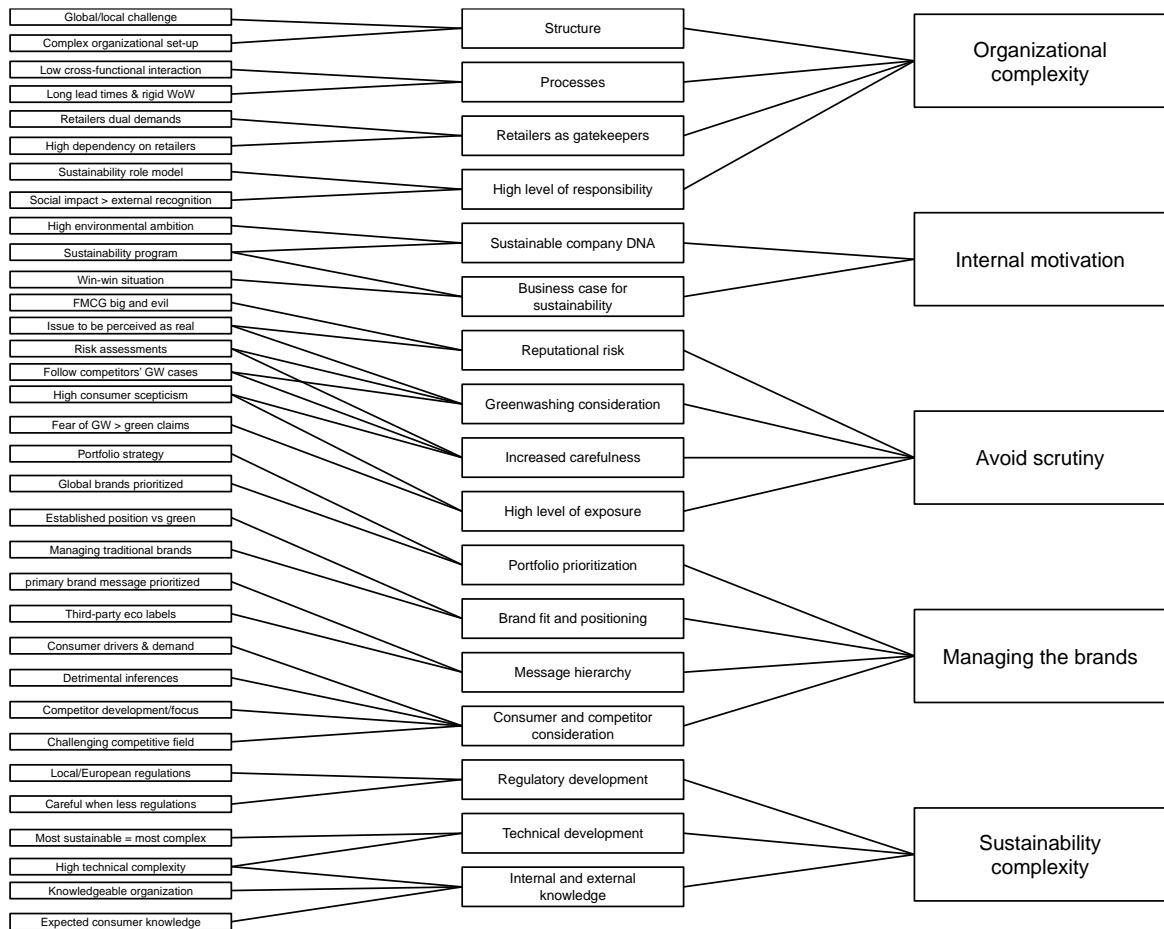 Global/local challenge
Complex organizational set-up
Low cross-functional interaction
Long lead times & rigid WoW
Retailers dual demands
High dependency on retailers
Sustainability role model
Social impact > external recognition
High environmental ambition
Sustainability program
Win-win situation
FMCG big and evil
Issue to be perceived as real
Risk assessments
Follow competitors' GW cases
High consumer scepticism
Fear of GW > green claims
Portfolio strategy
Global brands prioritized
Established position vs green
Managing traditional brands
primary brand message prioritized
Third-party eco labels
Consumer drivers & demand
Detrimental inferences
Competitor development/focus
Challenging competitive field
Local/European regulations
Careful when less regulations
Most sustainable = most complex
High technical complexity
Knowledgeable organization
Expected consumer knowledge
Structure
Processes
Retailers as gatekeepers
High level of responsibility
Sustainable company DNA
Business case for
sustainability
Reputational risk
Greenwashing consideration
Increased carefulness
High level of exposure
Portfolio prioritization
Brand fit and positioning
Message hierarchy
Consumer and competitor
consideration
Regulatory development
Technical development
Internal and external
knowledge
Organizational
complexity
Internal motivation
Avoid scrutiny
Managing the brands
Sustainability
complexity